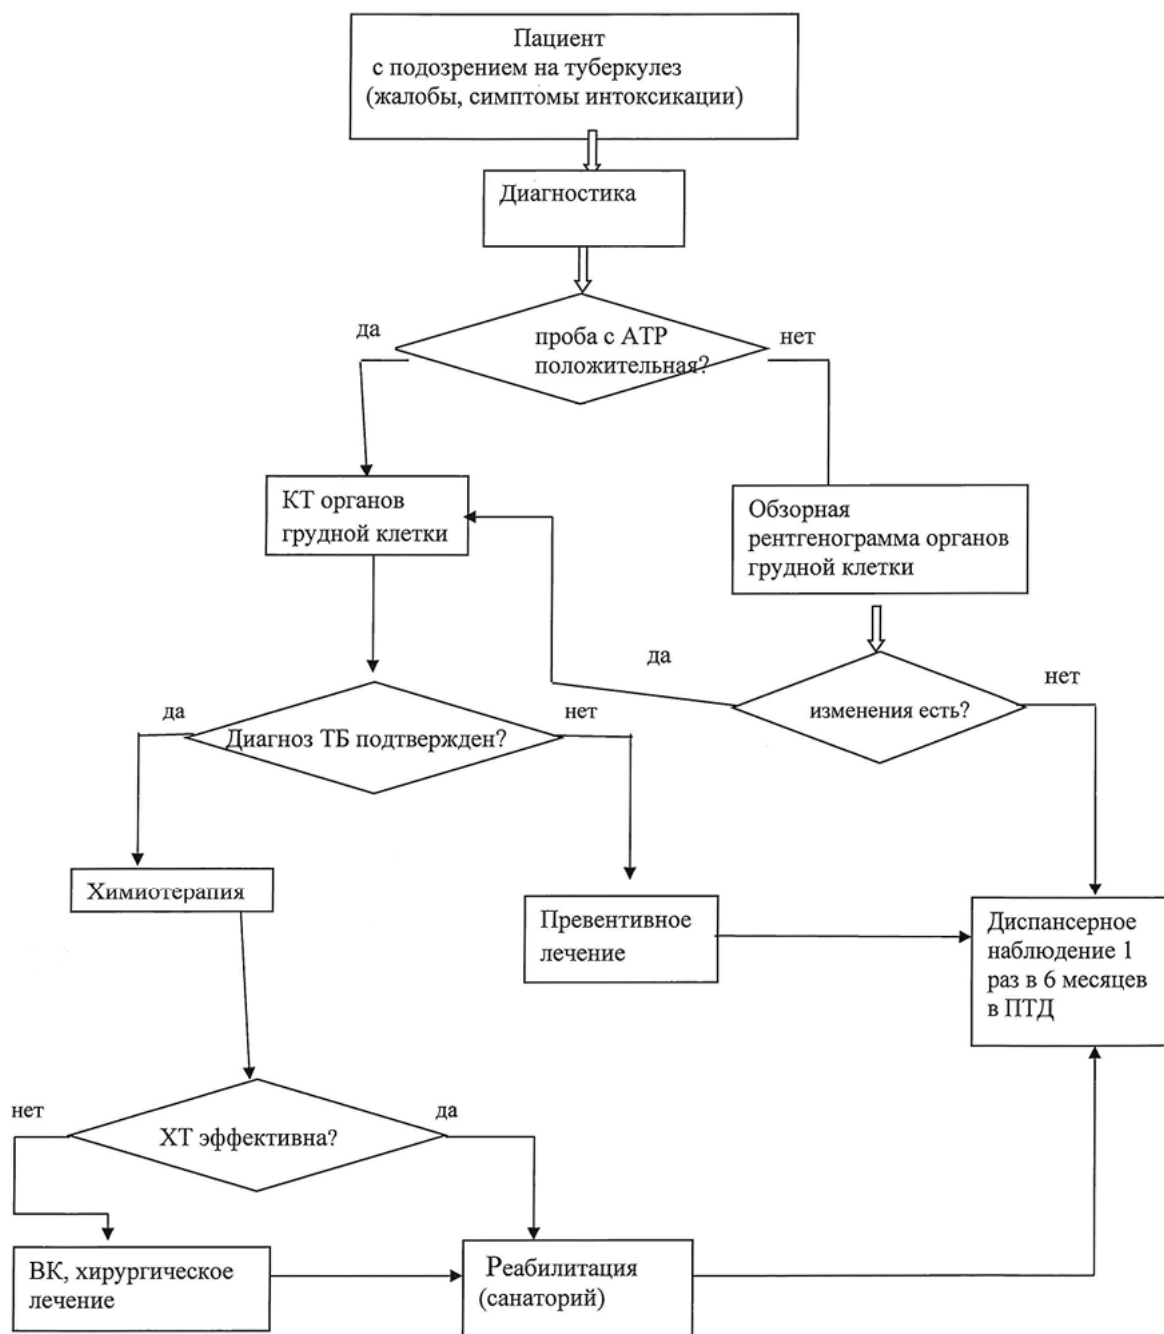 Пациент
с подозрением на туберкулез
(жалобы, симптомы интоксикации)
Диагностика
да
проба с АТР
положительная?
нет
КТ органов
грудной клетки
Обзорная
рентгенограмма органов
грудной клетки
да
изменения есть?
нет
да
Диагноз ТБ подтвержден?
нет
Химиотерапия
Превентивное
лечение
Диспансерное
наблюдение 1
раз в 6 месяцев
в ПТД
нет
ХТ эффективна?
да
ВК, хирургическое
лечение
Реабилитация
(санаторий)